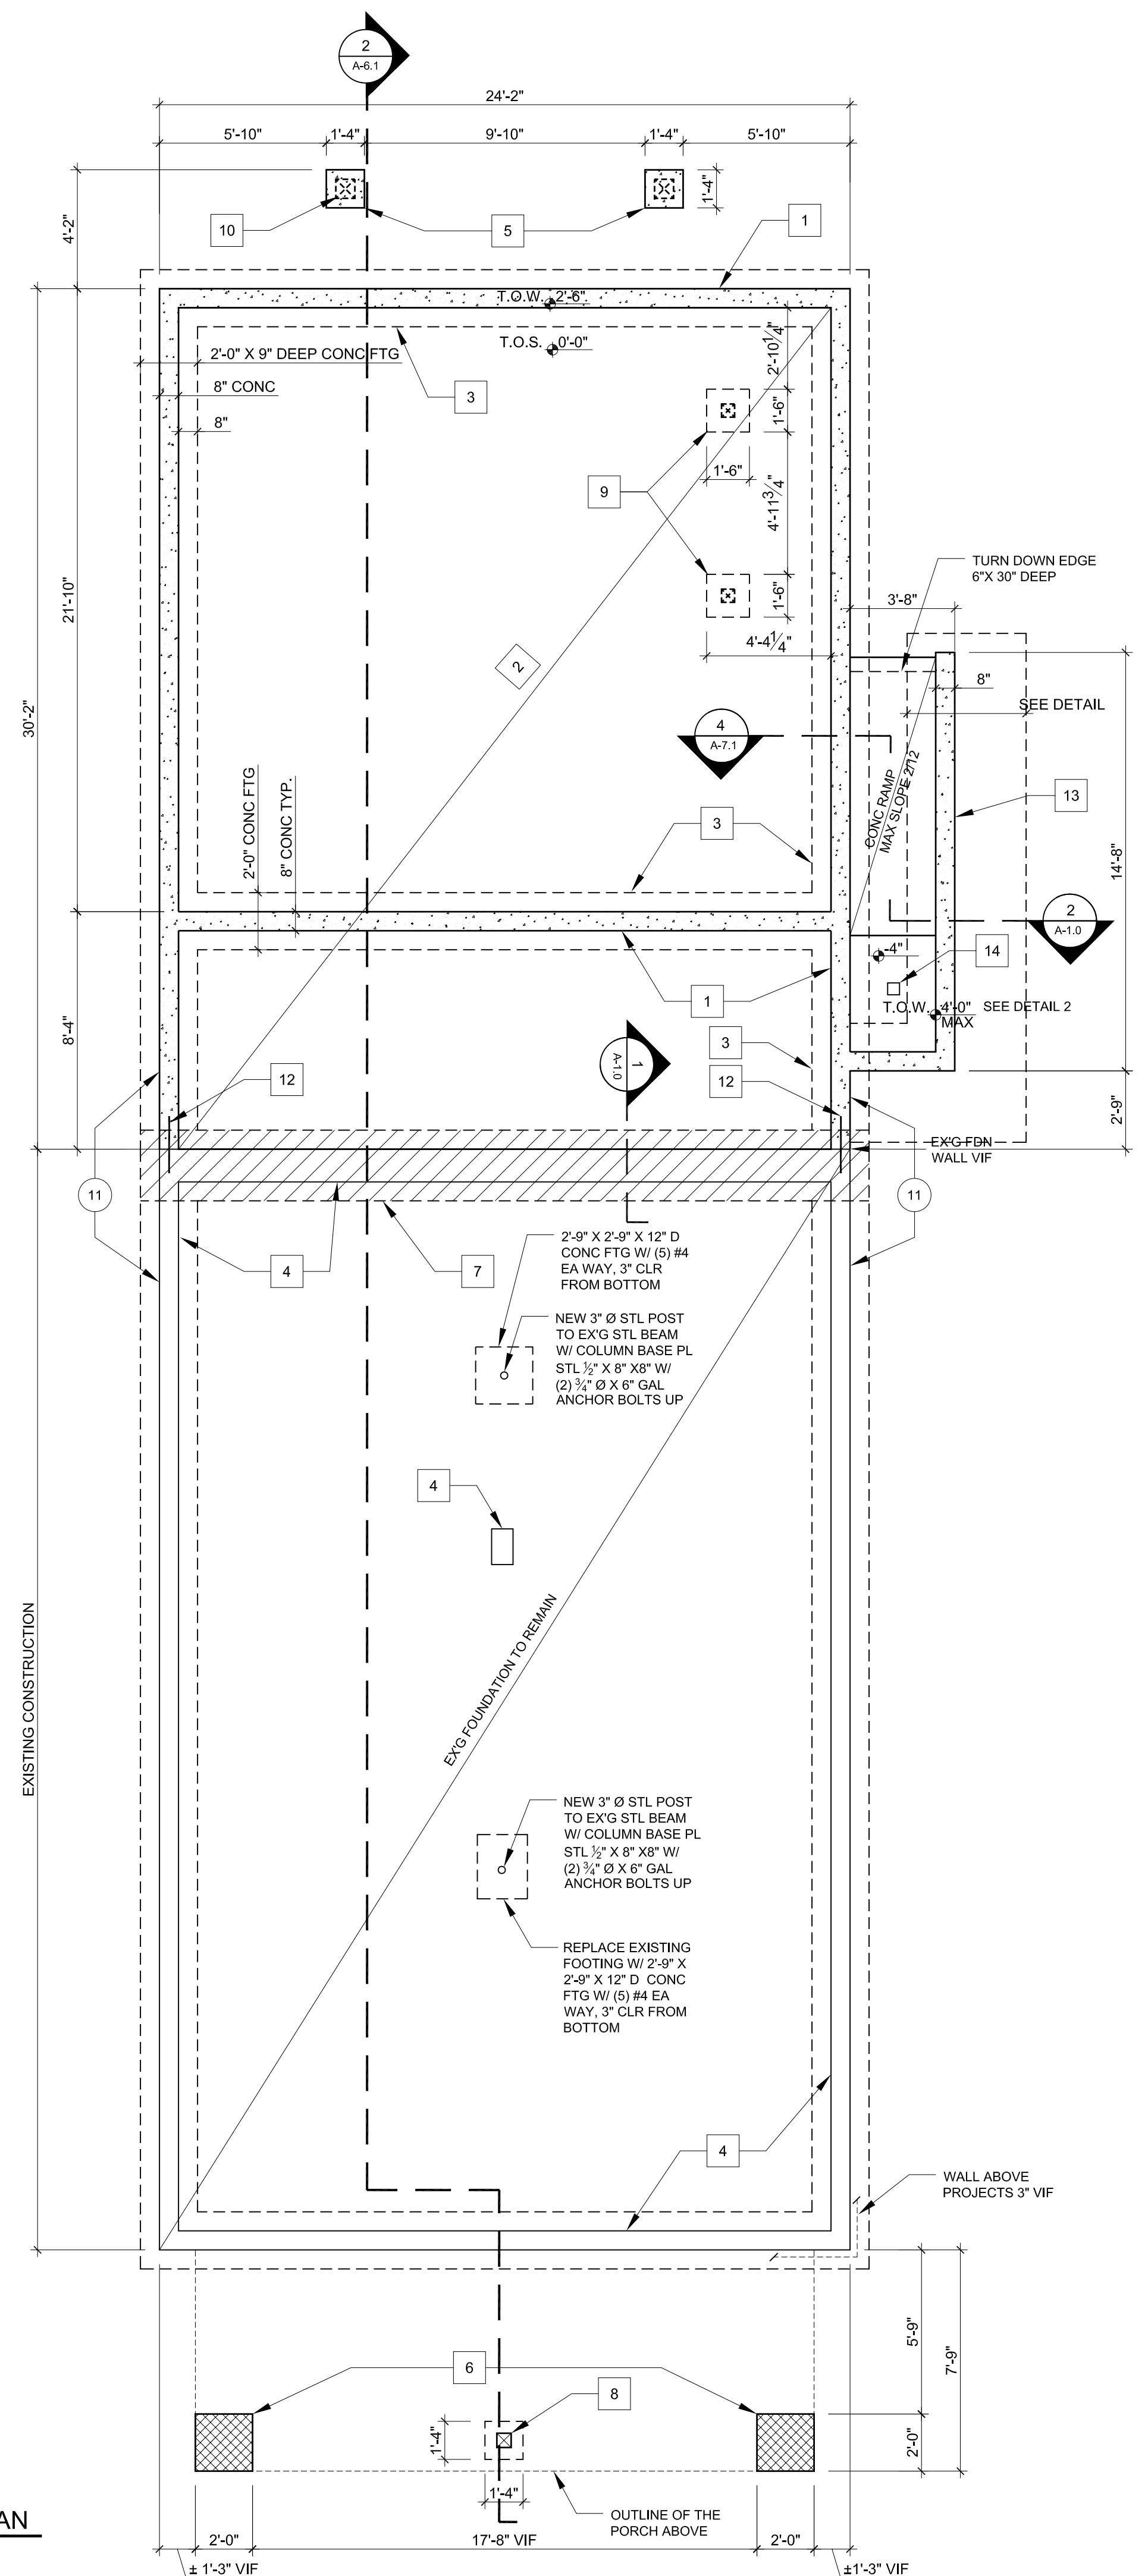 2
A-6.1
24'-2"
5'-10"
1'-4"
9'-10"
1'-4"
5'-10"
4'-2"
1'-4"
10
5
1
T.O.W. 2'-6"
T.O.S. 0'-0"
2'-10 1/4"
2'-0" X 9" DEEP CONC FTG
8" CONC
3
8"
1'-6"
1'-6"
9
4'-11 3/4"
TURN DOWN EDGE
6"X 30" DEEP
21'-10"
1'-6"
3'-8"
4'-4 1/4"
2
8"
30'-2"
SEE DETAIL
4
A-7.1
CONC RAMP
MAX SLOPE 2/12
13
2'-0" CONC FTG
8" CONC TYP.
3
14'-8"
2
A-1.0
-4"
14
1
T.O.W. 4'-0"
MAX
SEE DETAIL 2
8'-4"
3
1
A-1.0
12
12
2'-9"
EX'G FDN
WALL VIF
11
11
4
7
2'-9" X 2'-9" X 12" D
CONC FTG W/ (5) #4
EA WAY, 3" CLR
FROM BOTTOM
NEW 3" Ø STL POST
TO EX'G STL BEAM
W/ COLUMN BASE PL
STL ½" X 8" X8" W/
(2) ¾" Ø X 6" GAL
ANCHOR BOLTS UP
4
EXISTING CONSTRUCTION
EX'G FOUNDATION TO REMAIN
NEW 3" Ø STL POST
TO EX'G STL BEAM
W/ COLUMN BASE PL
STL ½" X 8" X8" W/
(2) ¾" Ø X 6" GAL
ANCHOR BOLTS UP
REPLACE EXISTING
FOOTING W/ 2'-9" X
2'-9" X 12" D CONC
FTG W/ (5) #4 EA
WAY, 3" CLR FROM
BOTTOM
4
WALL ABOVE
PROJECTS 3" VIF
5'-9"
7'-9"
6
8
1'-4"
2'-0"
1'-4"
OUTLINE OF THE
PORCH ABOVE
AN
2'-0"
17'-8" VIF
2'-0"
± 1'-3" VIF
±1'-3" VIF